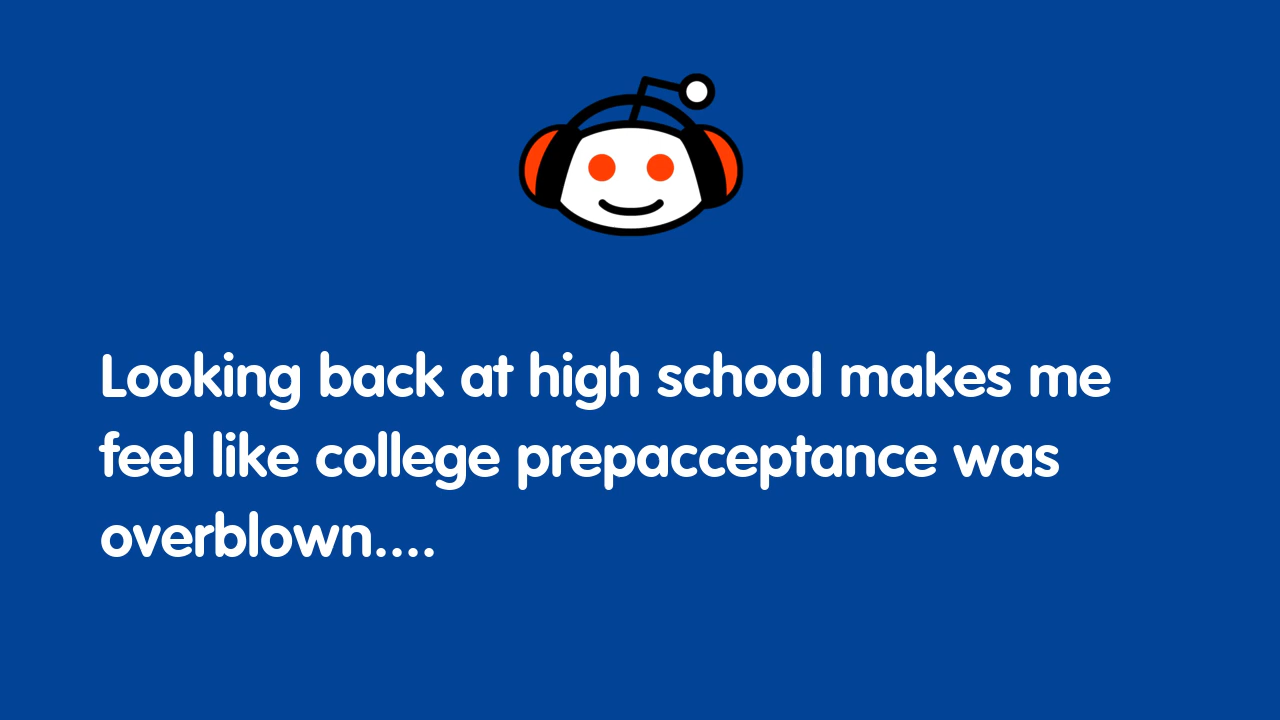 Looking back at high school makes me
feel like college prepacceptance was
overblown....